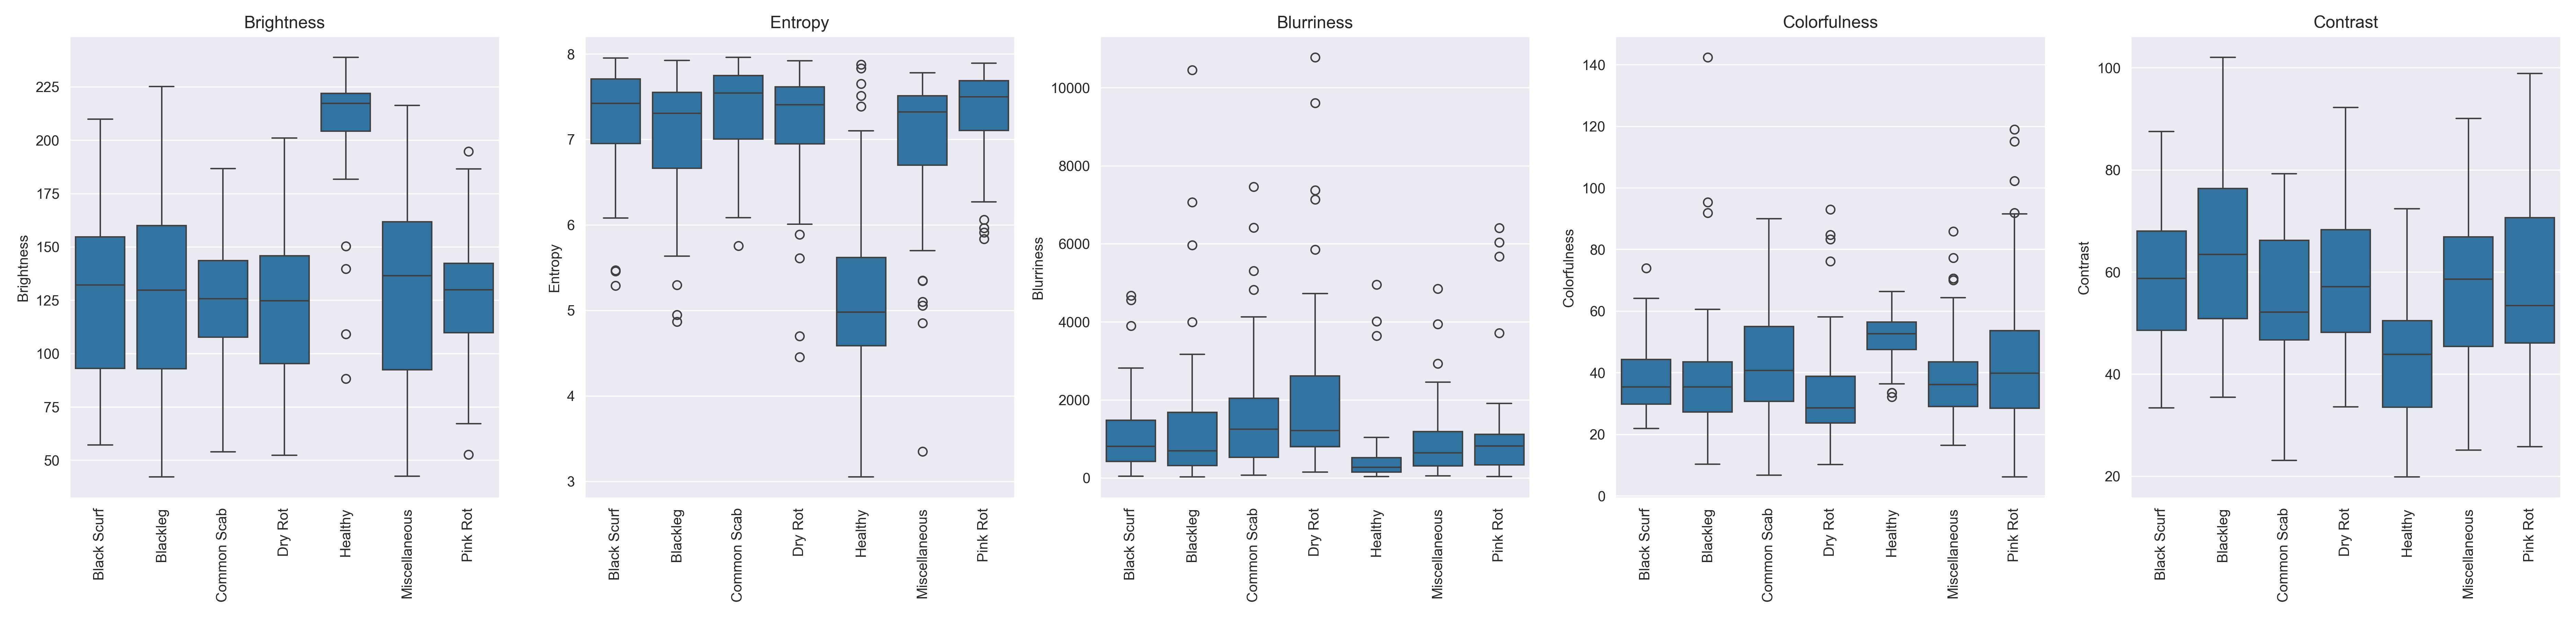 Brightness
Brightness
225
200
175
150
125
100
75
50
Black Scurf
Blackleg
Common Scab
Dry Rot
Healthy
Miscellaneous
Pink Rot
Entropy
Entropy
8
7
6
5
4
3
Black Scurf
Blackleg
Common Scab
Dry Rot
Healthy
Miscellaneous
Pink Rot
Blurriness
Blurriness
10000
8000
6000
4000
2000
0
Black Scurf
Blackleg
Common Scab
Dry Rot
Healthy
Miscellaneous
Pink Rot
Colorfulness
Colorfulness
140
120
100
80
60
40
20
0
Black Scurf
Blackleg
Common Scab
Dry Rot
Healthy
Miscellaneous
Pink Rot
Contrast
Contrast
100
80
60
40
20
Black Scurf
Blackleg
Common Scab
Dry Rot
Healthy
Miscellaneous
Pink Rot